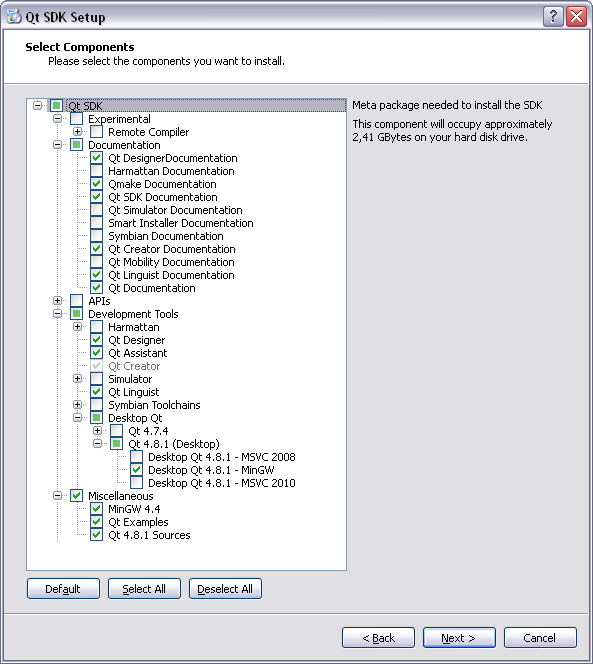 Qt SDK Setup
Select Components
Please select the components you want to install.
Qt SDK
Experimental
Remote Compiler
Documentation
Qt DesignerDocumentation
Harmattan Documentation
Qmake Documentation
Qt SDK Documentation
Qt Simulator Documentation
Smart Installer Documentation
Symbian Documentation
Qt Creator Documentation
Qt Mobility Documentation
Qt Linguist Documentation
Qt Documentation
APIs
Development Tools
Harmattan
Qt Designer
Qt Assistant
Qt Creator
Simulator
Qt Linguist
Symbian Toolchains
Desktop Qt
Qt 4.7.4
Qt 4.8.1 (Desktop)
Desktop Qt 4.8.1 - MSVC 2008
Desktop Qt 4.8.1 - MinGW
Desktop Qt 4.8.1 - MSVC 2010
Miscellaneous
MinGW 4.4
Qt Examples
Qt 4.8.1 Sources
Meta package needed to install the SDK
This component will occupy approximately
2,41 GBytes on your hard disk drive.
Default
Select All
Deselect All
< Back
Next >
Cancel